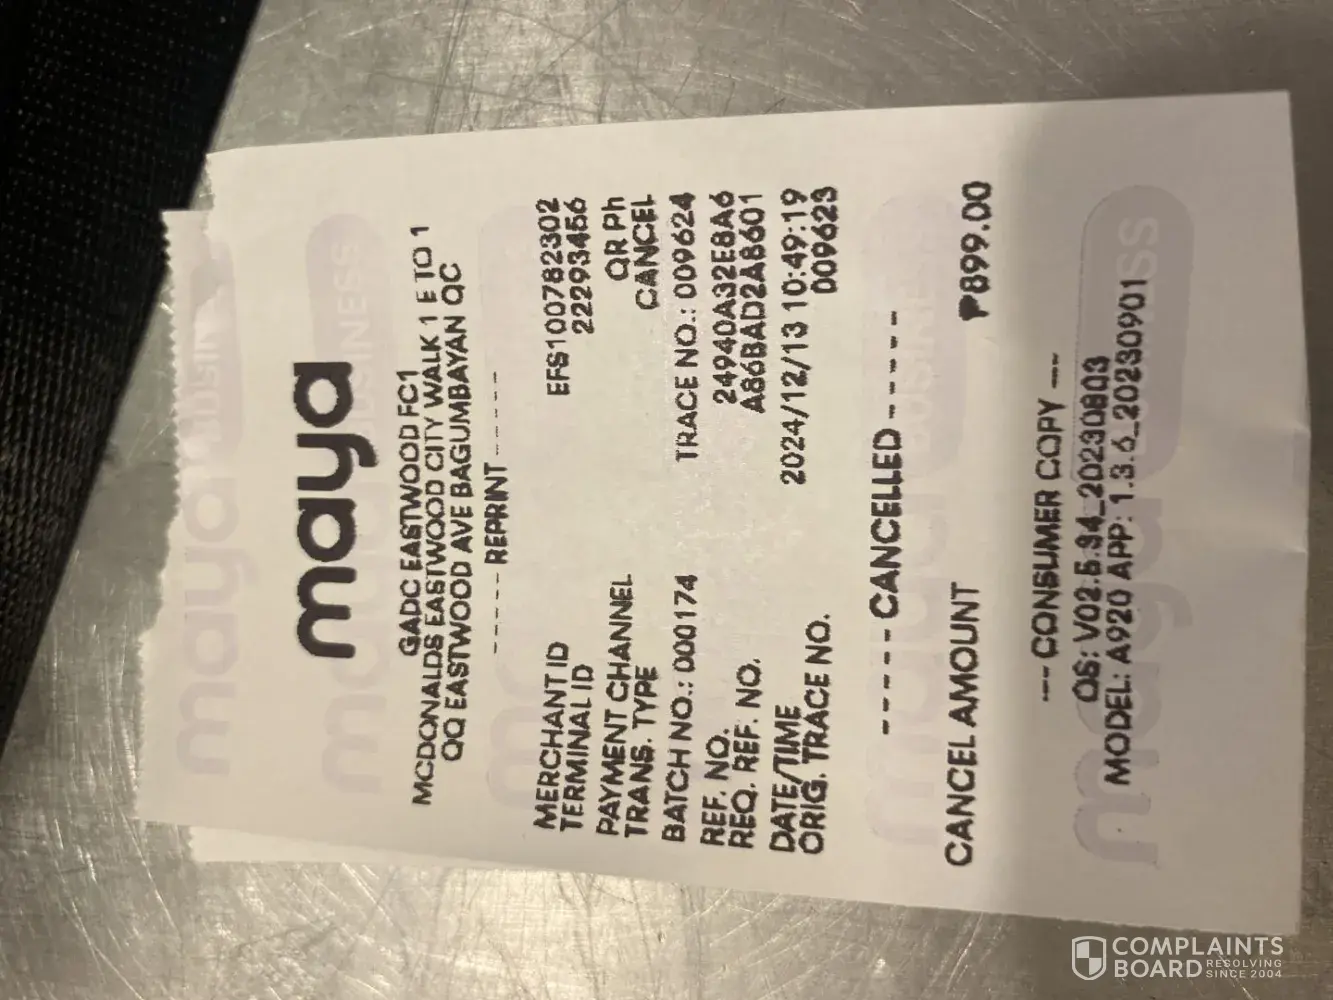 maya
GADC EASTWOOD FC1
MCDONALDS EASTWOOD CITY WALK 1 E TO 1
QQ EASTWOOD AVE BAGUMBAYAN QC
----- REPRINT -----
MERCHANT ID EFS100782302
TERMINAL ID 22293456
PAYMENT CHANNEL QR Ph
TRANS. TYPE CANCEL
BATCH NO.: 000174 TRACE NO.: 009624
REF. NO. 24940A32E8A6
REQ. REF. NO. A86BAD2A8601
DATE/TIME 2024/12/13 10:49:19
ORIG. TRACE NO. 009623
----- CANCELLED -----
CANCEL AMOUNT ₱899.00
--- CONSUMER COPY ---
OS: V02.5.34_20230803
MODEL: A920 APP: 1.3.6_20230901
COMPLAINTS
BOARD RESOLVING
SINCE 2004